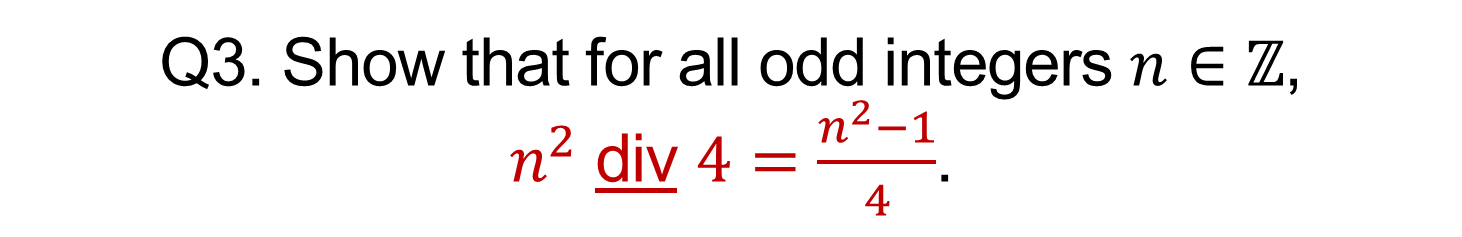 Q3. Show that for all odd integers n ∈ ℤ,
n² div 4 = (n²−1)/4.